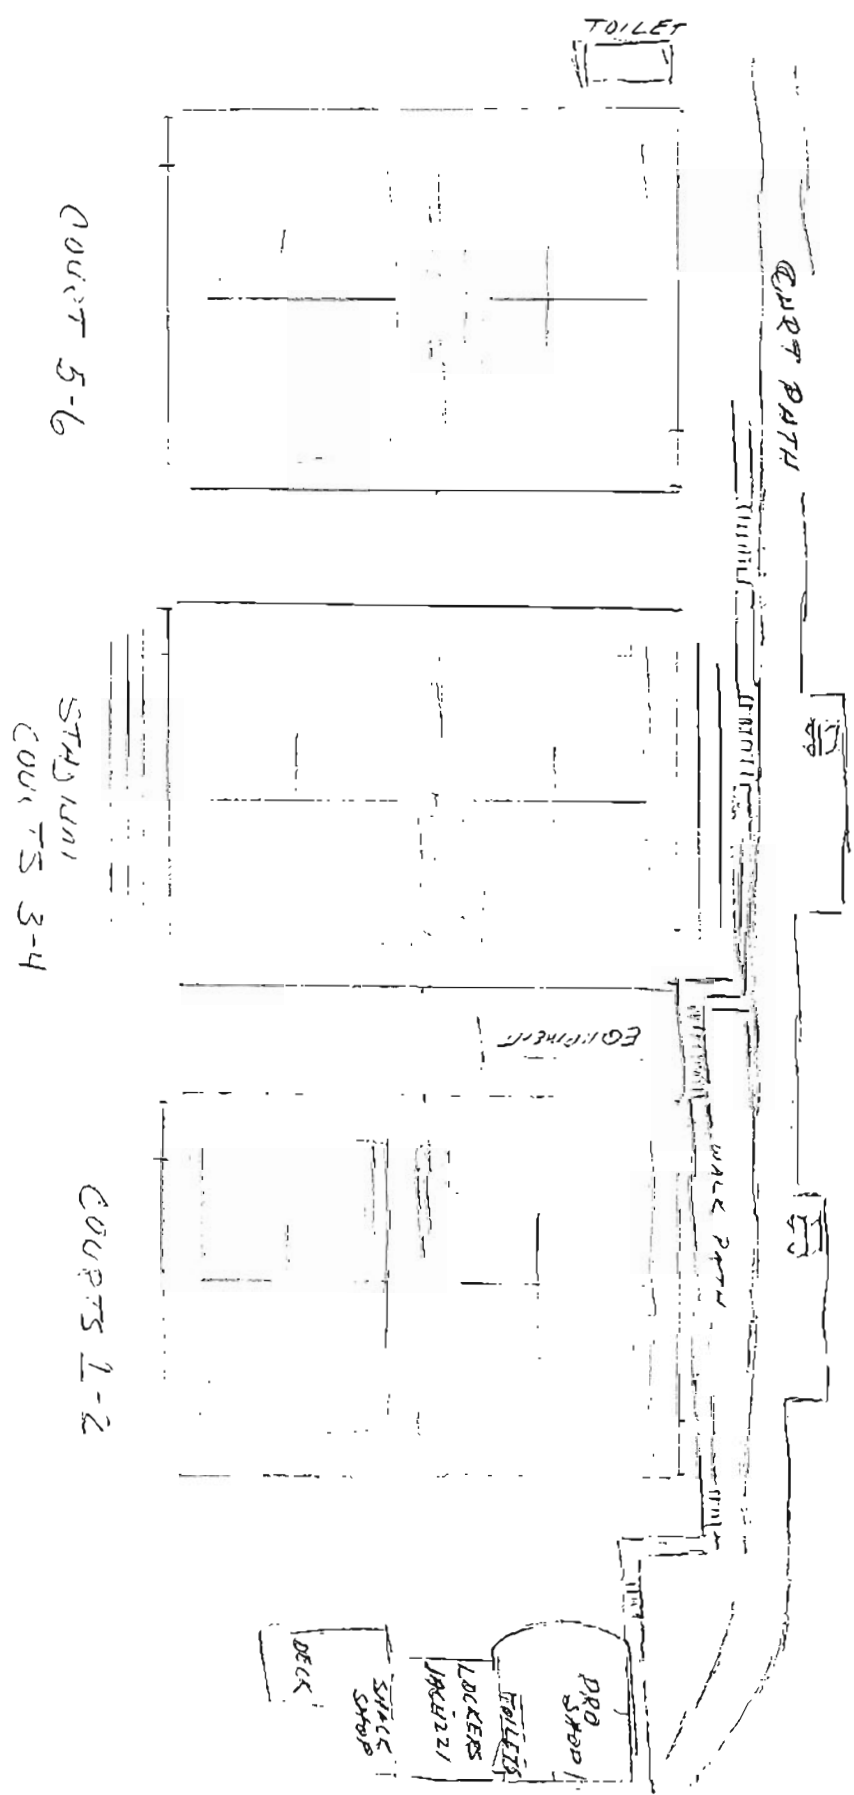 TOILET
CART PATH
COURT 5-6
STADIUM
COURTS 3-4
EQUIPMENT
WALK PATH
COURTS 1-2
DECK
SNACK
SHOP
LOCKERS
JACUZZI
TOILETS
PRO
SHOP